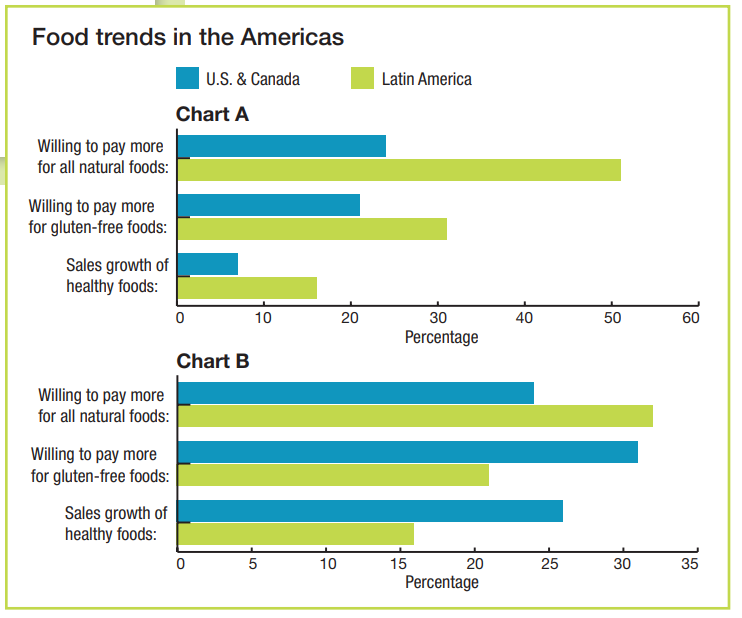 Food trends in the Americas
U.S. & Canada
Latin America
Chart A
Willing to pay more
for all natural foods:
Willing to pay more
for gluten-free foods:
Sales growth of
healthy foods:
0 10 20 30 40 50 60
Percentage
Chart B
Willing to pay more
for all natural foods:
Willing to pay more
for gluten-free foods:
Sales growth of
healthy foods:
0 5 10 15 20 25 30 35
Percentage